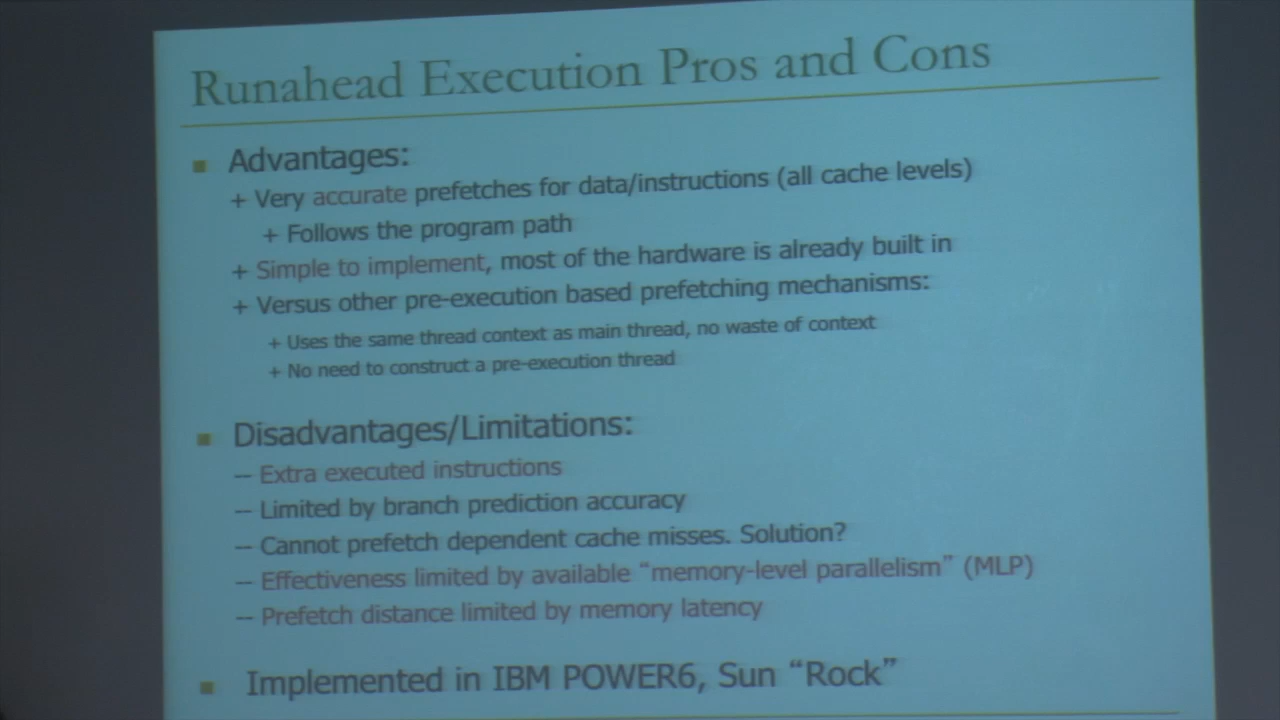 Runahead Execution Pros and Cons
Advantages:
+ Very accurate prefetches for data/instructions (all cache levels)
+ Follows the program path
+ Simple to implement, most of the hardware is already built in
+ Versus other pre-execution based prefetching mechanisms:
+ Uses the same thread context as main thread, no waste of context
+ No need to construct a pre-execution thread
Disadvantages/Limitations:
-- Extra executed instructions
-- Limited by branch prediction accuracy
-- Cannot prefetch dependent cache misses. Solution?
-- Effectiveness limited by available “memory-level parallelism” (MLP)
-- Prefetch distance limited by memory latency
Implemented in IBM POWER6, Sun “Rock”